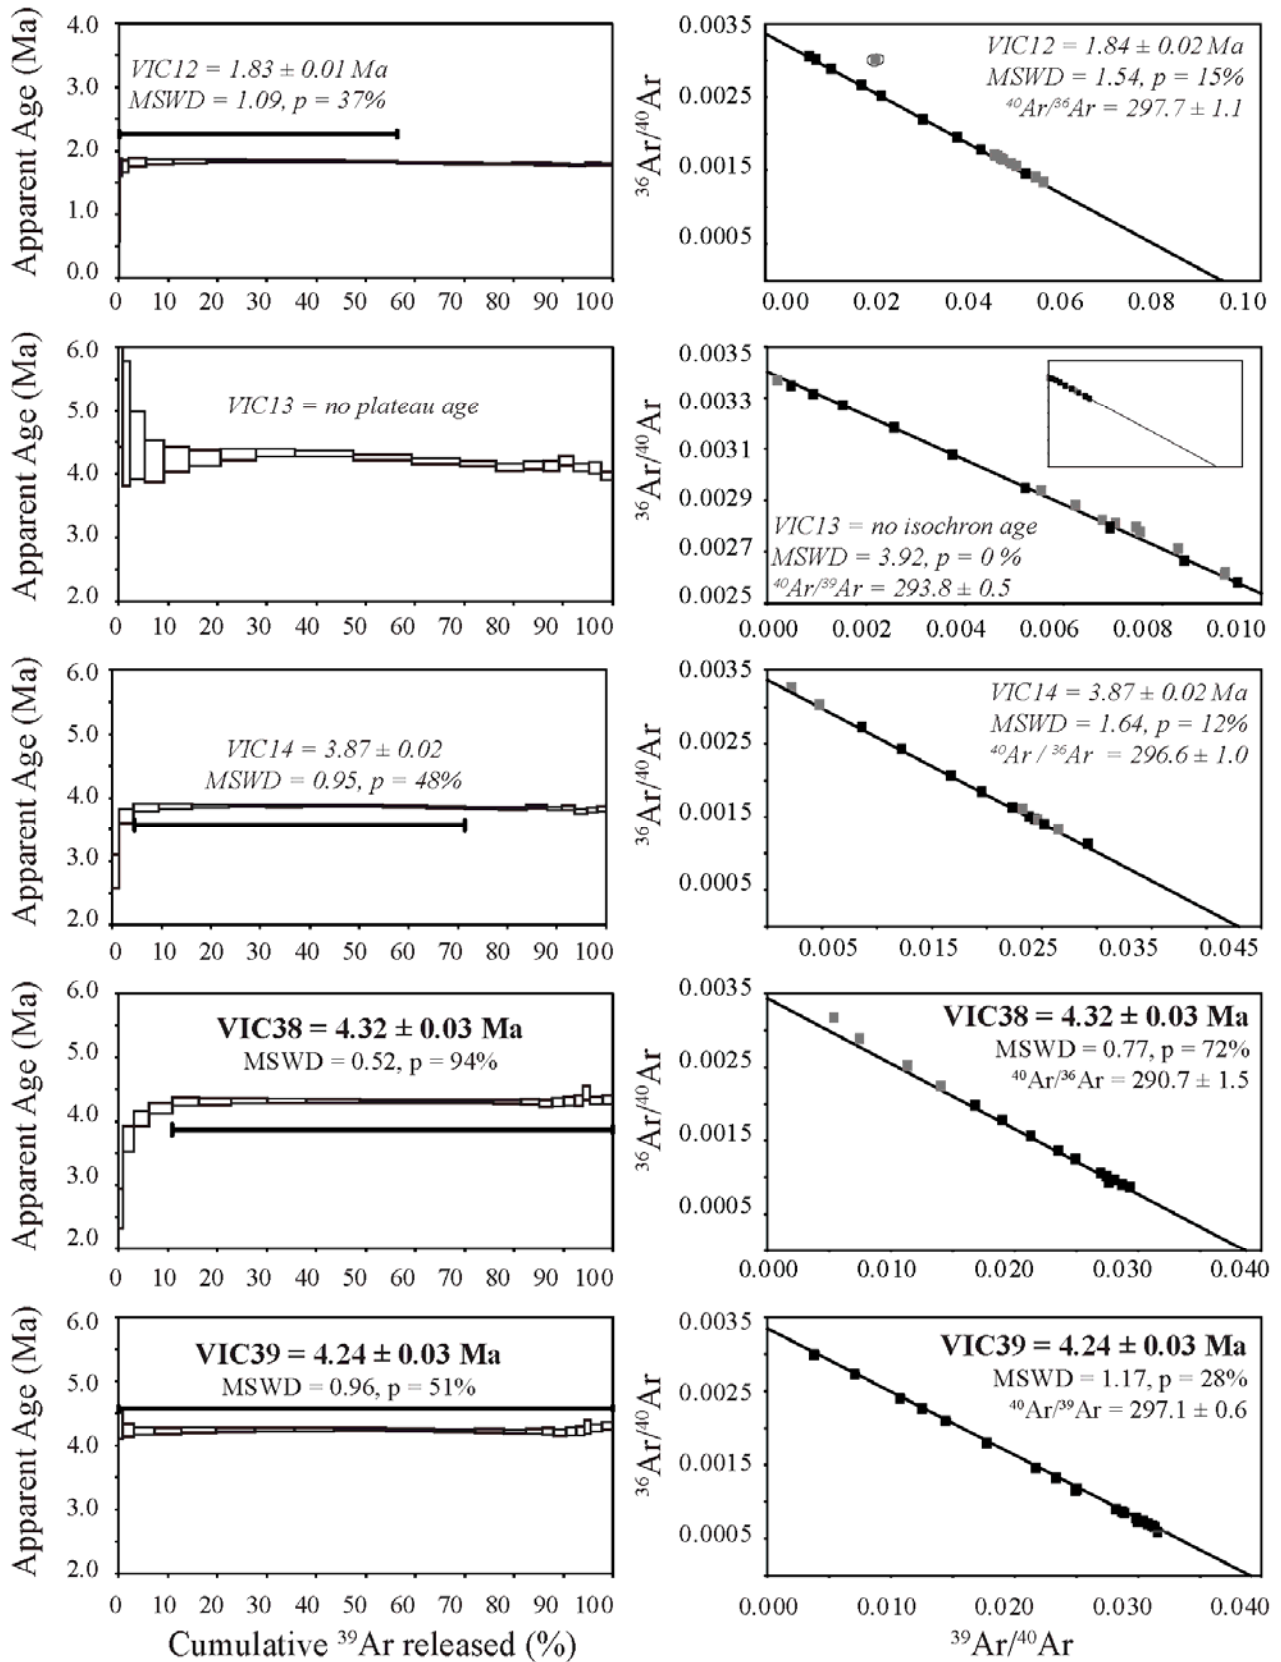 Apparent Age (Ma)
4.0
3.0
2.0
1.0
0.0
VIC12 = 1.83 ± 0.01 Ma
MSWD = 1.09, p = 37%
0 10 20 30 40 50 60 70 80 90 100
36Ar/40Ar
0.0035
0.0025
0.0015
0.0005
VIC12 = 1.84 ± 0.02 Ma
MSWD = 1.54, p = 15%
40Ar/36Ar = 297.7 ± 1.1
0.00 0.02 0.04 0.06 0.08 0.10
Apparent Age (Ma)
6.0
5.0
4.0
3.0
2.0
VIC13 = no plateau age
0 10 20 30 40 50 60 70 80 90 100
36Ar/40Ar
0.0035
0.0033
0.0031
0.0029
0.0027
0.0025
VIC13 = no isochron age
MSWD = 3.92, p = 0 %
40Ar/39Ar = 293.8 ± 0.5
0.000 0.002 0.004 0.006 0.008 0.010
Apparent Age (Ma)
6.0
5.0
4.0
3.0
2.0
VIC14 = 3.87 ± 0.02
MSWD = 0.95, p = 48%
0 10 20 30 40 50 60 70 80 90 100
36Ar/40Ar
0.0035
0.0025
0.0015
0.0005
VIC14 = 3.87 ± 0.02 Ma
MSWD = 1.64, p = 12%
40Ar / 36Ar = 296.6 ± 1.0
0.005 0.015 0.025 0.035 0.045
Apparent Age (Ma)
6.0
5.0
4.0
3.0
2.0
VIC38 = 4.32 ± 0.03 Ma
MSWD = 0.52, p = 94%
0 10 20 30 40 50 60 70 80 90 100
36Ar/40Ar
0.0035
0.0025
0.0015
0.0005
VIC38 = 4.32 ± 0.03 Ma
MSWD = 0.77, p = 72%
40Ar/36Ar = 290.7 ± 1.5
0.000 0.010 0.020 0.030 0.040
Apparent Age (Ma)
6.0
5.0
4.0
3.0
2.0
VIC39 = 4.24 ± 0.03 Ma
MSWD = 0.96, p = 51%
0 10 20 30 40 50 60 70 80 90 100
Cumulative 39Ar released (%)
36Ar/40Ar
0.0035
0.0025
0.0015
0.0005
VIC39 = 4.24 ± 0.03 Ma
MSWD = 1.17, p = 28%
40Ar/39Ar = 297.1 ± 0.6
0.000 0.010 0.020 0.030 0.040
39Ar/40Ar